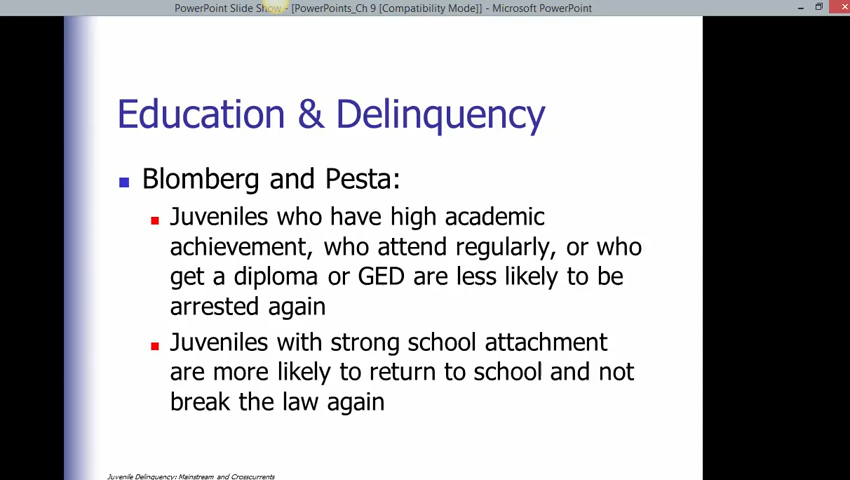 PowerPoint Slide Show - [PowerPoints_Ch 9 [Compatibility Mode]] - Microsoft PowerPoint
Education & Delinquency
Blomberg and Pesta:
Juveniles who have high academic
achievement, who attend regularly, or who
get a diploma or GED are less likely to be
arrested again
Juveniles with strong school attachment
are more likely to return to school and not
break the law again
Juvenile Delinquency: Mainstream and Crosscurrents